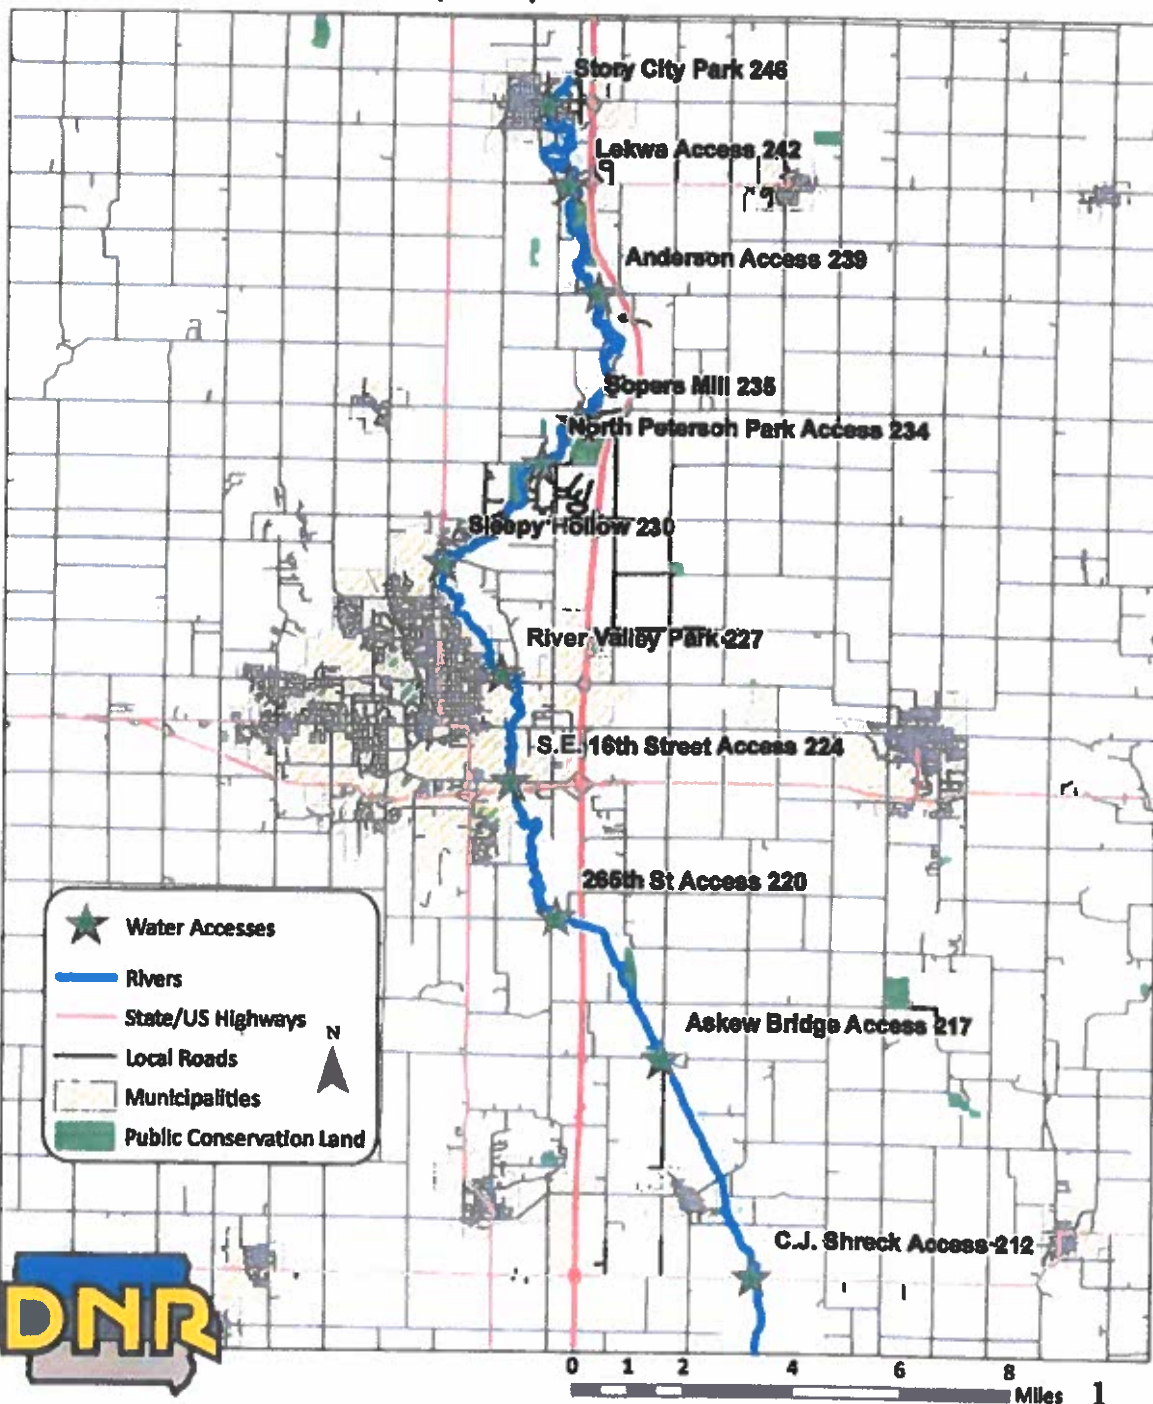 Story City Park 246
Lekwa Access 242
Anderson Access 239
Sopers Mill 235
North Peterson Park Access 234
Sleepy Hollow 230
River Valley Park 227
S.E. 16th Street Access 224
265th St Access 220
Water Accesses
Rivers
State/US Highways
N
Local Roads
Municipalities
Public Conservation Land
Askew Bridge Access 217
C.J. Shreck Access 212
DNR
0 1 2 4 6 8
Miles 1